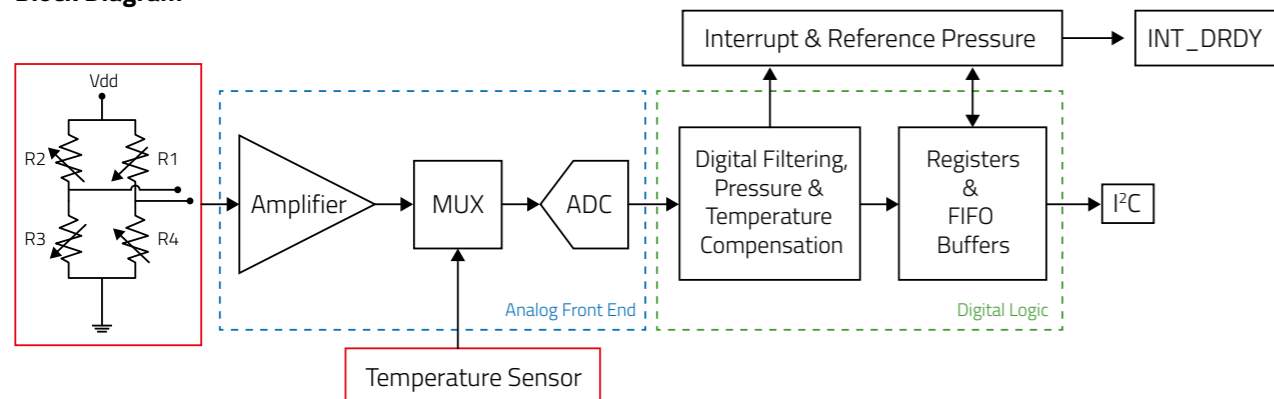 Block Diagram
Interrupt & Reference Pressure
INT_DRDY
Vdd
R2
R1
R3
R4
Amplifier
MUX
ADC
Digital Filtering,
Pressure &
Temperature
Compensation
Registers
&
FIFO
Buffers
I²C
Analog Front End
Digital Logic
Temperature Sensor